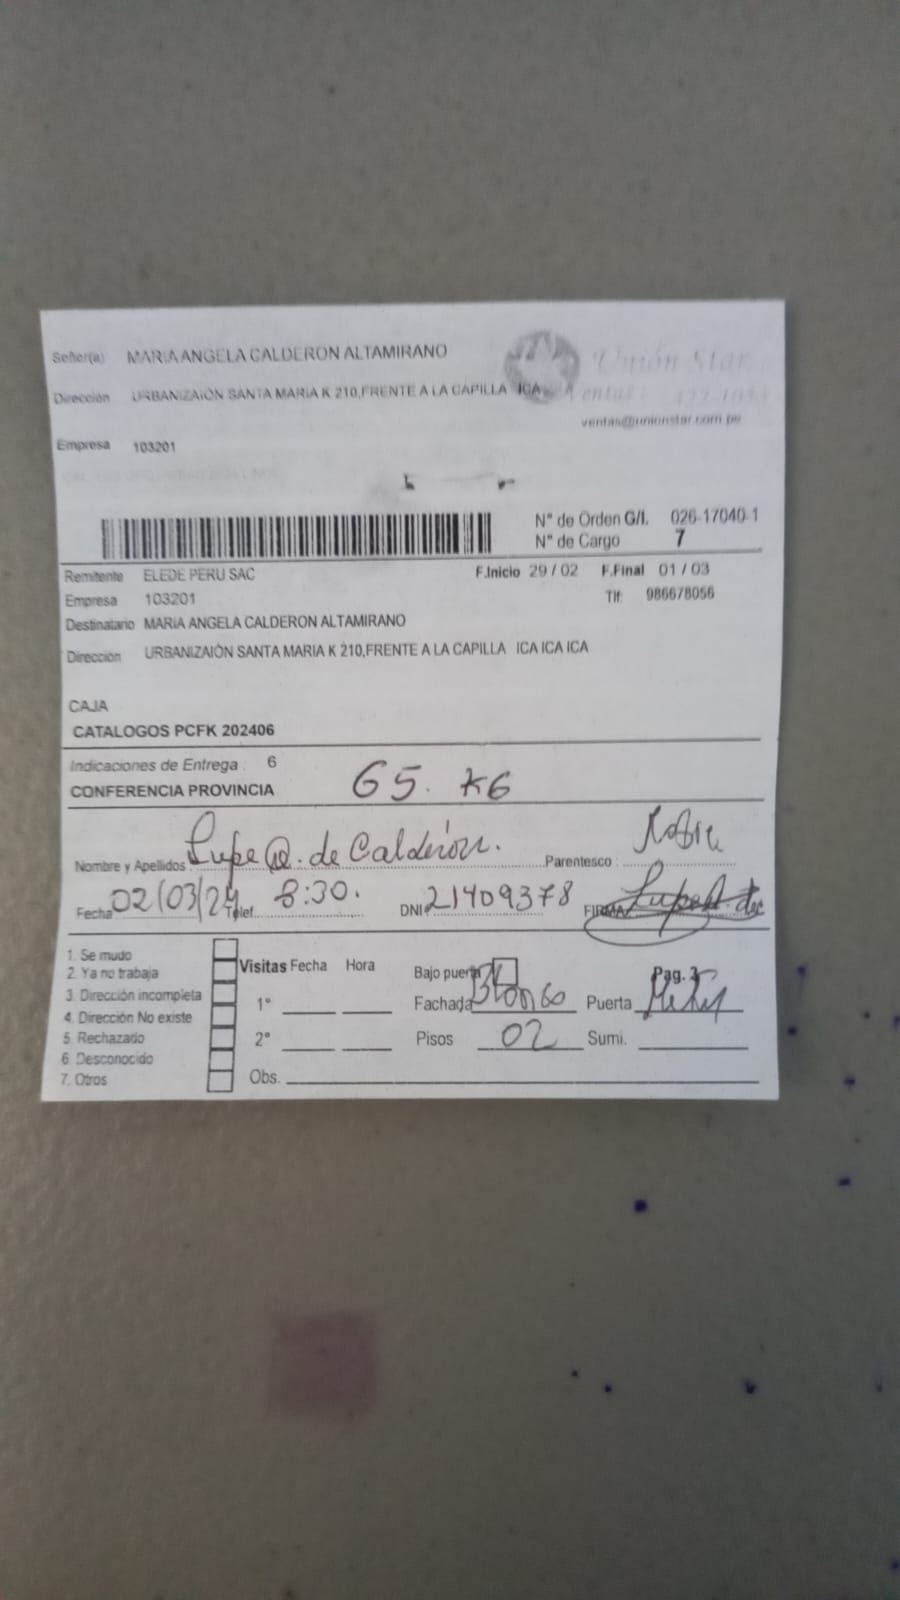 Señor(a) MARIA ANGELA CALDERON ALTAMIRANO
Unión Star
Dirección URBANIZAIÓN SANTA MARIA K 210,FRENTE A LA CAPILLA ICA
ventas@unionstar.com.pe
Empresa 103201
N° de Orden G/I. 026-17040-1
N° de Cargo 7
Remitente ELEDE PERU SAC F.Inicio 29 / 02 F.Final 01 / 03
Empresa 103201 Tlf: 986678056
Destinatario MARIA ANGELA CALDERON ALTAMIRANO
Dirección URBANIZAIÓN SANTA MARIA K 210,FRENTE A LA CAPILLA ICA ICA ICA
CAJA
CATALOGOS PCFK 202406
Indicaciones de Entrega : 6
CONFERENCIA PROVINCIA 65. KG
Nombre y Apellidos Lupe Q. de Calderón. Parentesco :
Fecha 02/03/24 Telef. 8:30. DNI 21409378 FIRMA
1. Se mudo
2. Ya no trabaja
3. Dirección incompleta
4. Dirección No existe
5. Rechazado
6. Desconocido
7. Otros
Visitas Fecha Hora Bajo puerta Pag. 3
1° Fachada Blanco Puerta
2° Pisos 02 Sumi.
Obs.